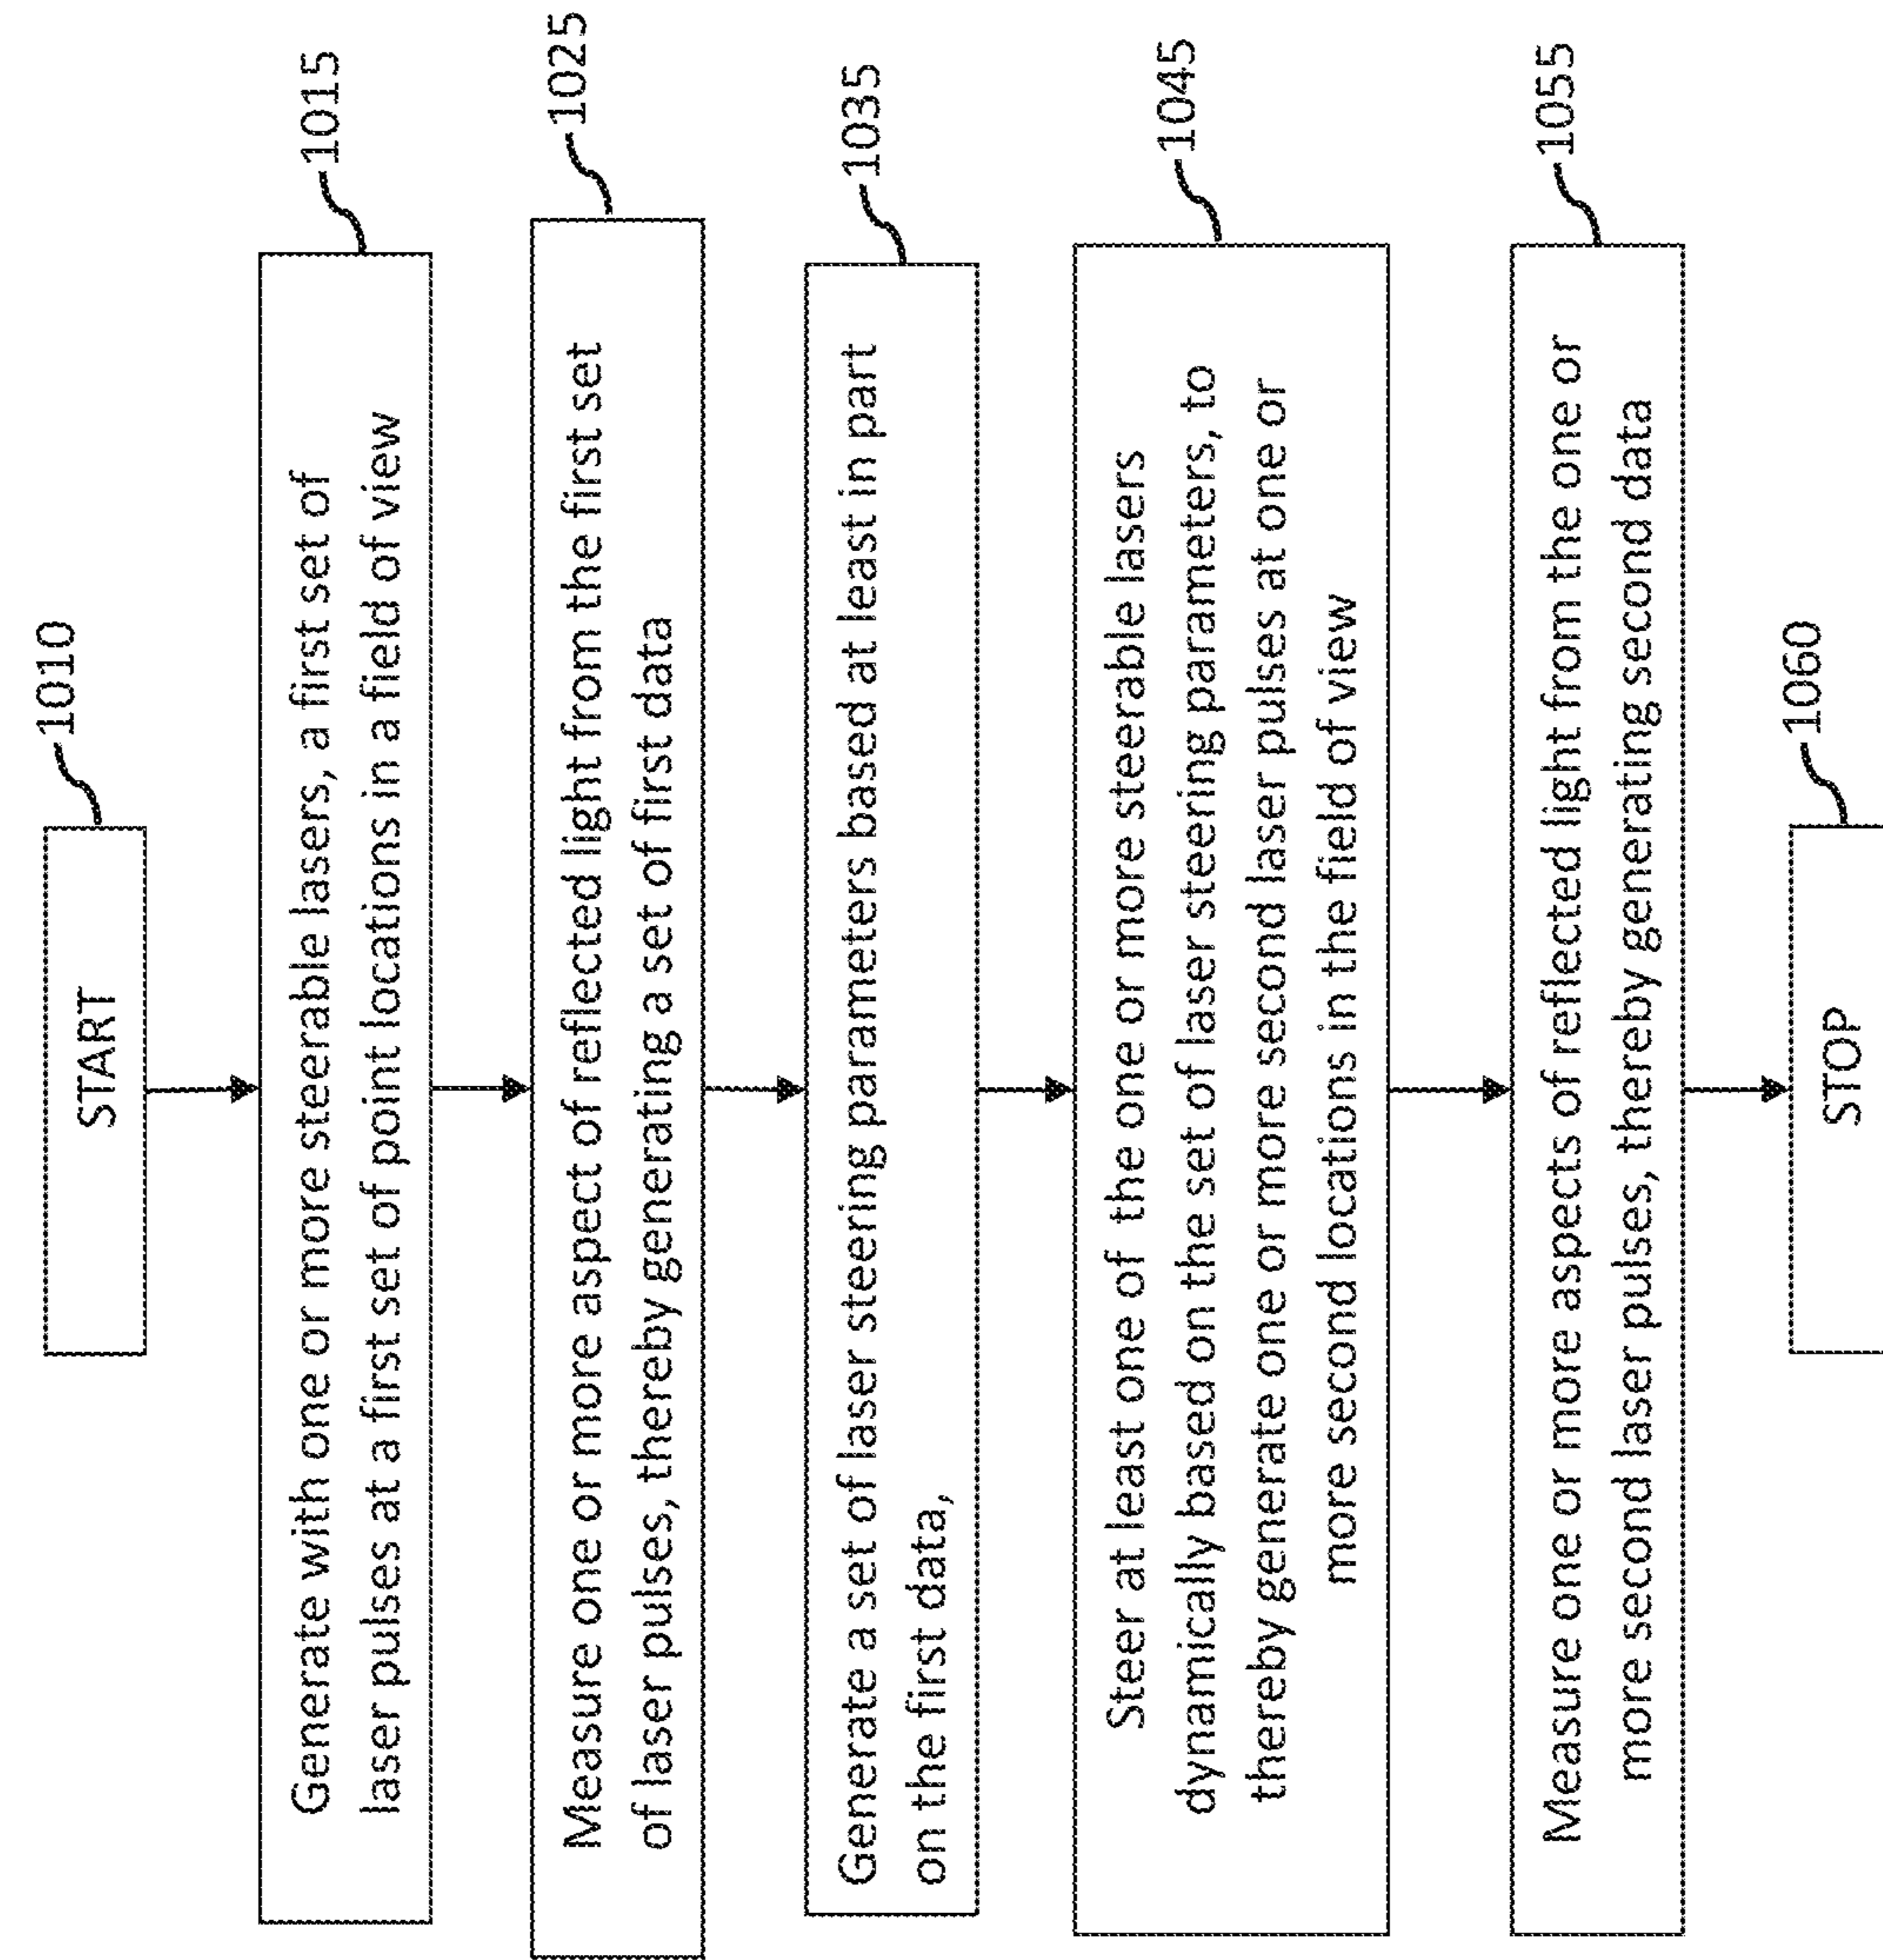 START
1010
Generate with one or more steerable lasers, a first set of
laser pulses at a first set of point locations in a field of view
1015
Measure one or more aspect of reflected light from the first set
of laser pulses, thereby generating a set of first data
1025
Generate a set of laser steering parameters based at least in part
on the first data,
1035
Steer at least one of the one or more steerable lasers
dynamically based on the set of laser steering parameters, to
thereby generate one or more second laser pulses at one or
more second locations in the field of view
1045
Measure one or more aspects of reflected light from the one or
more second laser pulses, thereby generating second data
1055
STOP
1060